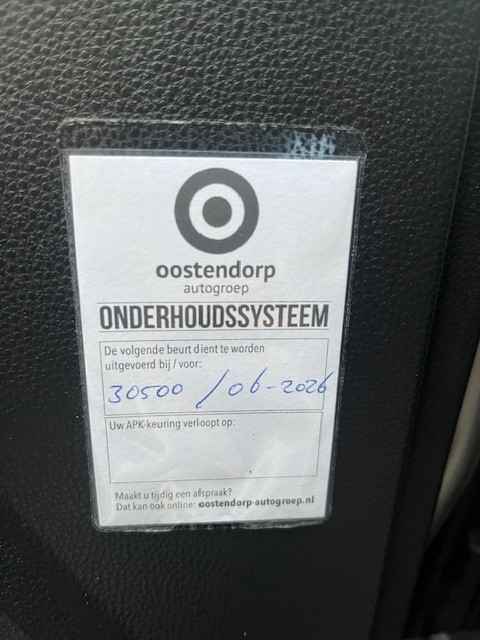 oostendorp
autogroep
ONDERHOUDSSYSTEEM
De volgende beurt dient te worden
uitgevoerd bij / voor:
30500 / 06-2026
Uw APK-keuring verloopt op:
Maakt u tijdig een afspraak?
Dat kan ook online: oostendorp-autogroep.nl